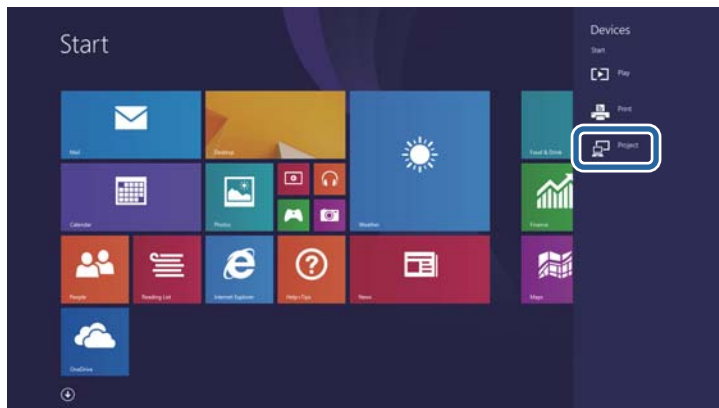 Start
Devices
Start
Play
Print
Project
Mail
Desktop
Food & Drink
Calendar
Photos
Weather
Finance
People
Reading List
Internet Explorer
Help+Tips
News
Maps
OneDrive